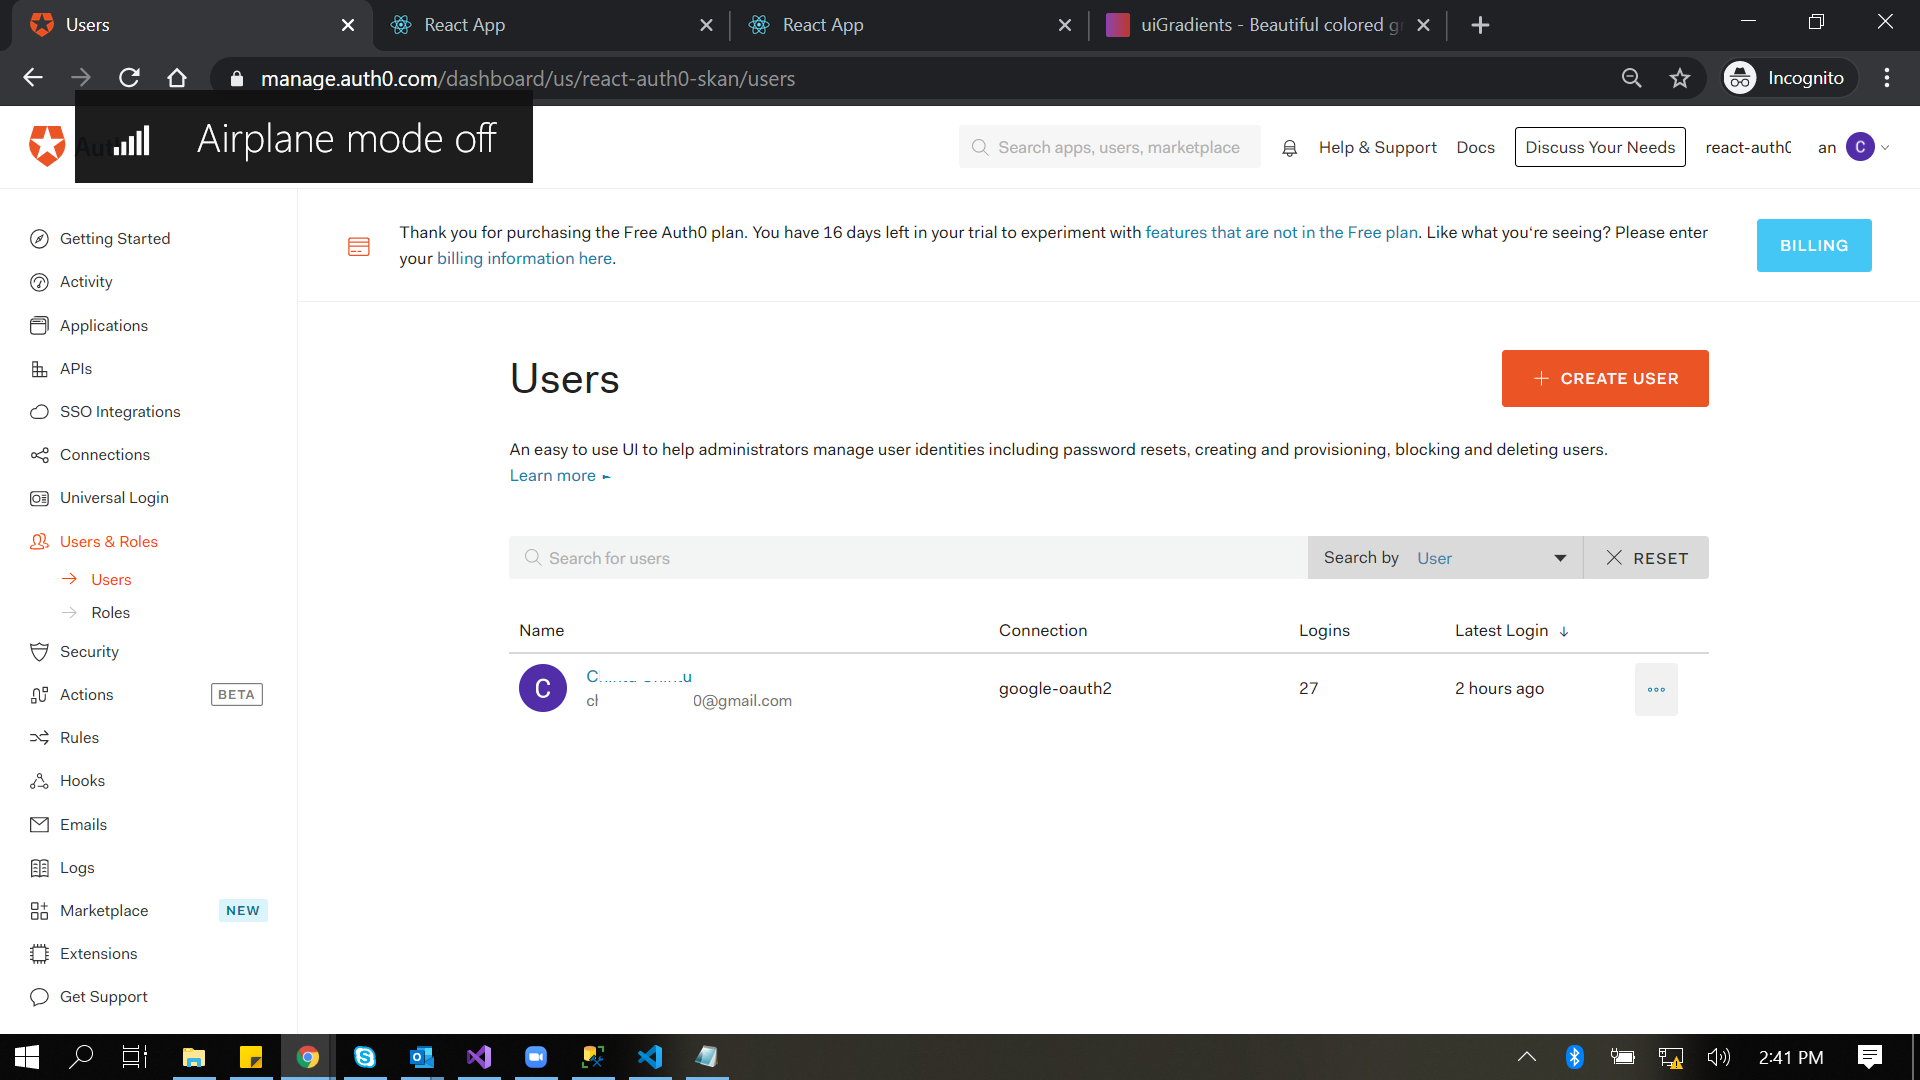 Users
React App
React App
uiGradients - Beautiful colored g
manage.auth0.com/dashboard/us/react-auth0-skan/users
Incognito
Airplane mode off
Search apps, users, marketplace
Help & Support
Docs
Discuss Your Needs
react-auth0
an
C
Getting Started
Activity
Applications
APIs
SSO Integrations
Connections
Universal Login
Users & Roles
Users
Roles
Security
Actions
BETA
Rules
Hooks
Emails
Logs
Marketplace
NEW
Extensions
Get Support
Thank you for purchasing the Free Auth0 plan. You have 16 days left in your trial to experiment with features that are not in the Free plan. Like what you're seeing? Please enter
your billing information here.
BILLING
Users
+ CREATE USER
An easy to use UI to help administrators manage user identities including password resets, creating and provisioning, blocking and deleting users.
Learn more
Search for users
Search by User
RESET
Name Connection Logins Latest Login ↓
C
ch 0@gmail.com
google-oauth2
27
2 hours ago
2:41 PM